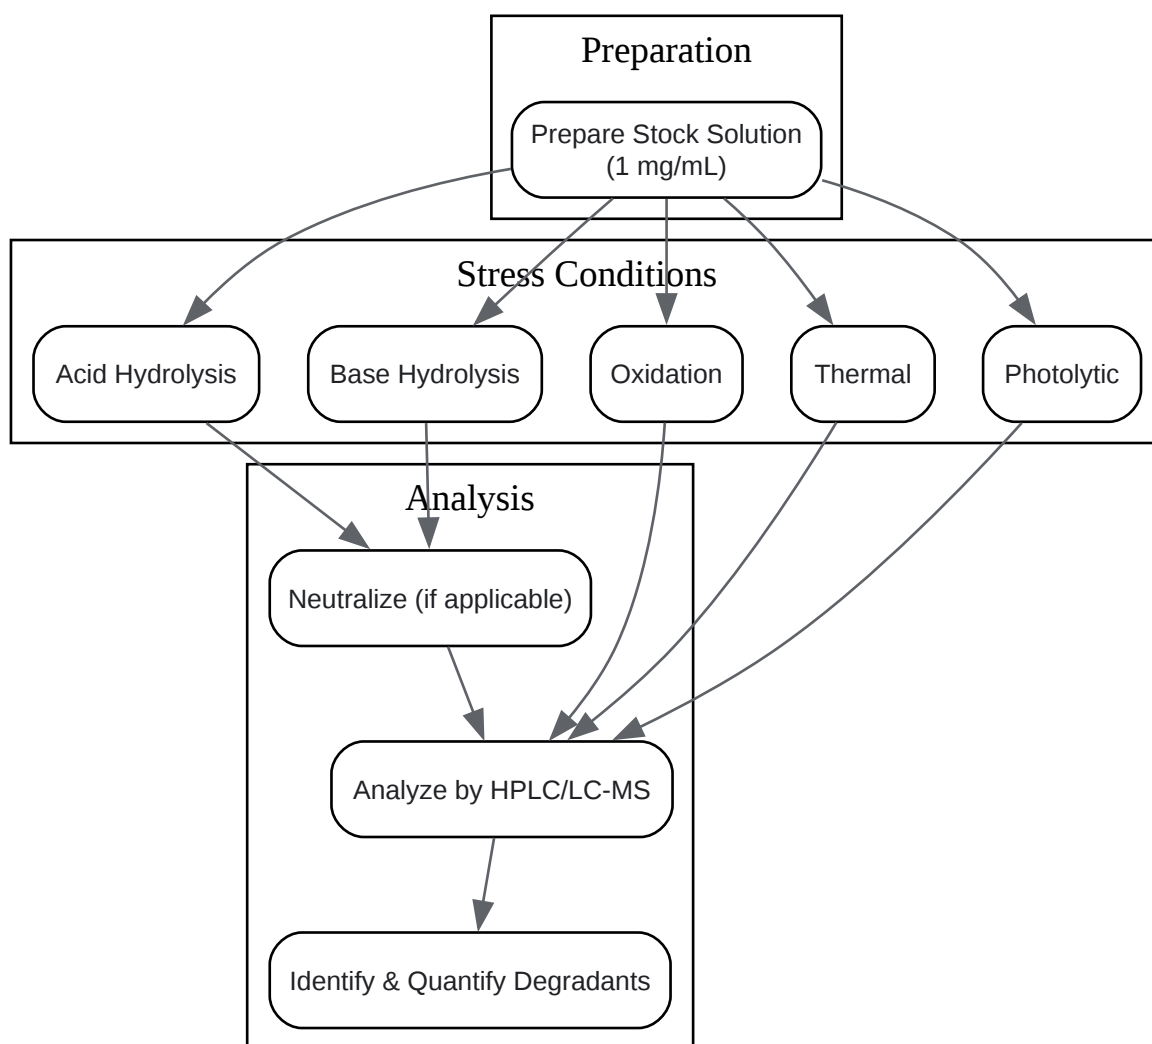 Preparation
Prepare Stock Solution
(1 mg/mL)
Stress Conditions
Acid Hydrolysis
Base Hydrolysis
Oxidation
Thermal
Photolytic
Analysis
Neutralize (if applicable)
Analyze by HPLC/LC-MS
Identify & Quantify Degradants